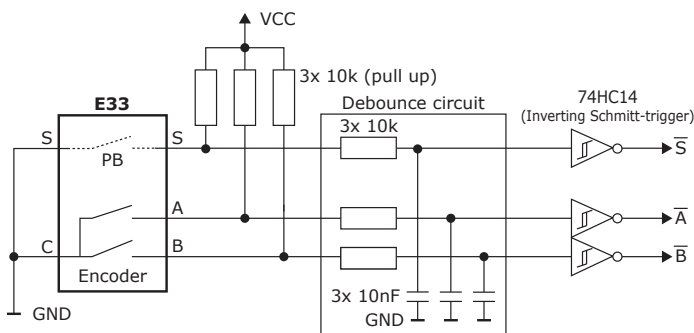 VCC
3x 10k (pull up)
E33
Debounce circuit
74HC14
(Inverting Schmitt-trigger)
3x 10k
S
S
S
PB
A
A
B
B
C
Encoder
3x 10nF
GND
GND